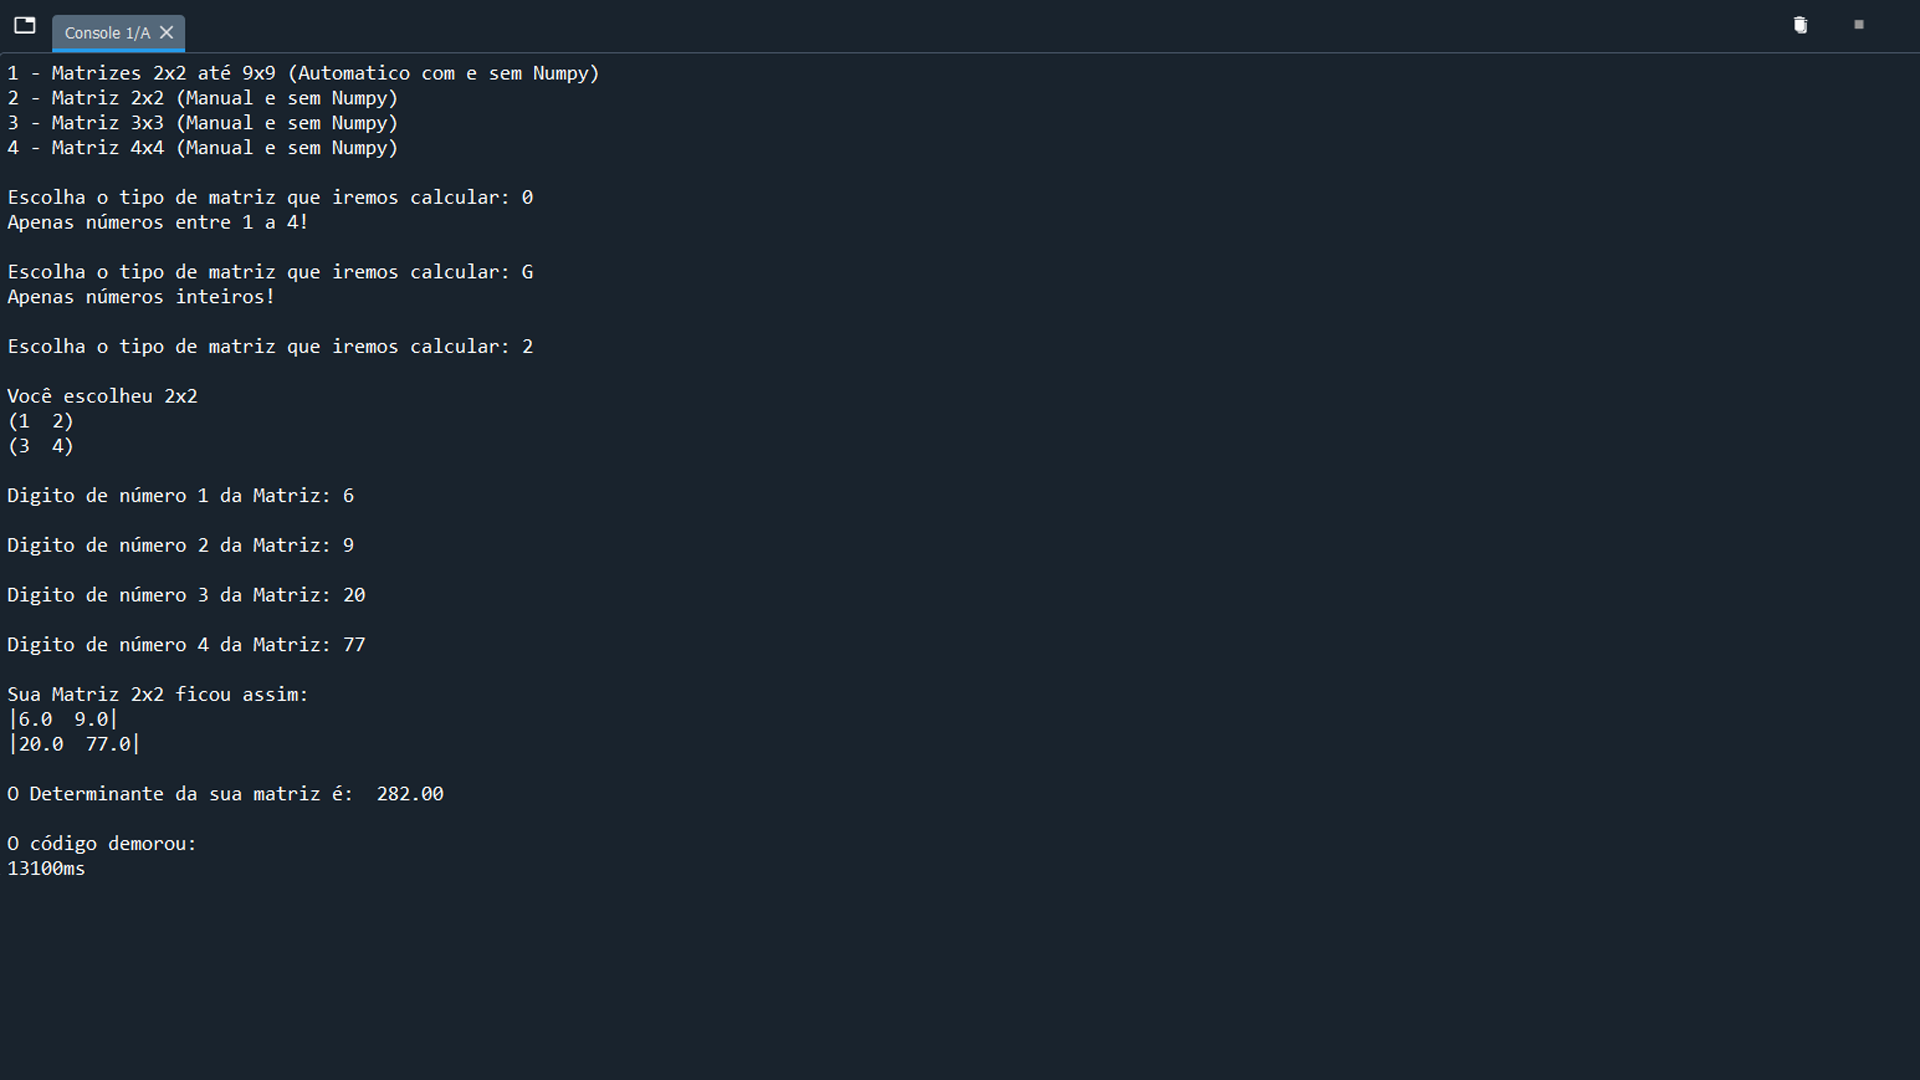 Console 1/A
1 - Matrizes 2x2 até 9x9 (Automatico com e sem Numpy)
2 - Matriz 2x2 (Manual e sem Numpy)
3 - Matriz 3x3 (Manual e sem Numpy)
4 - Matriz 4x4 (Manual e sem Numpy)
Escolha o tipo de matriz que iremos calcular: 0
Apenas números entre 1 a 4!
Escolha o tipo de matriz que iremos calcular: G
Apenas números inteiros!
Escolha o tipo de matriz que iremos calcular: 2
Você escolheu 2x2
(1  2)
(3  4)
Digito de número 1 da Matriz: 6
Digito de número 2 da Matriz: 9
Digito de número 3 da Matriz: 20
Digito de número 4 da Matriz: 77
Sua Matriz 2x2 ficou assim:
|6.0  9.0|
|20.0  77.0|
O Determinante da sua matriz é:  282.00
O código demorou:
13100ms